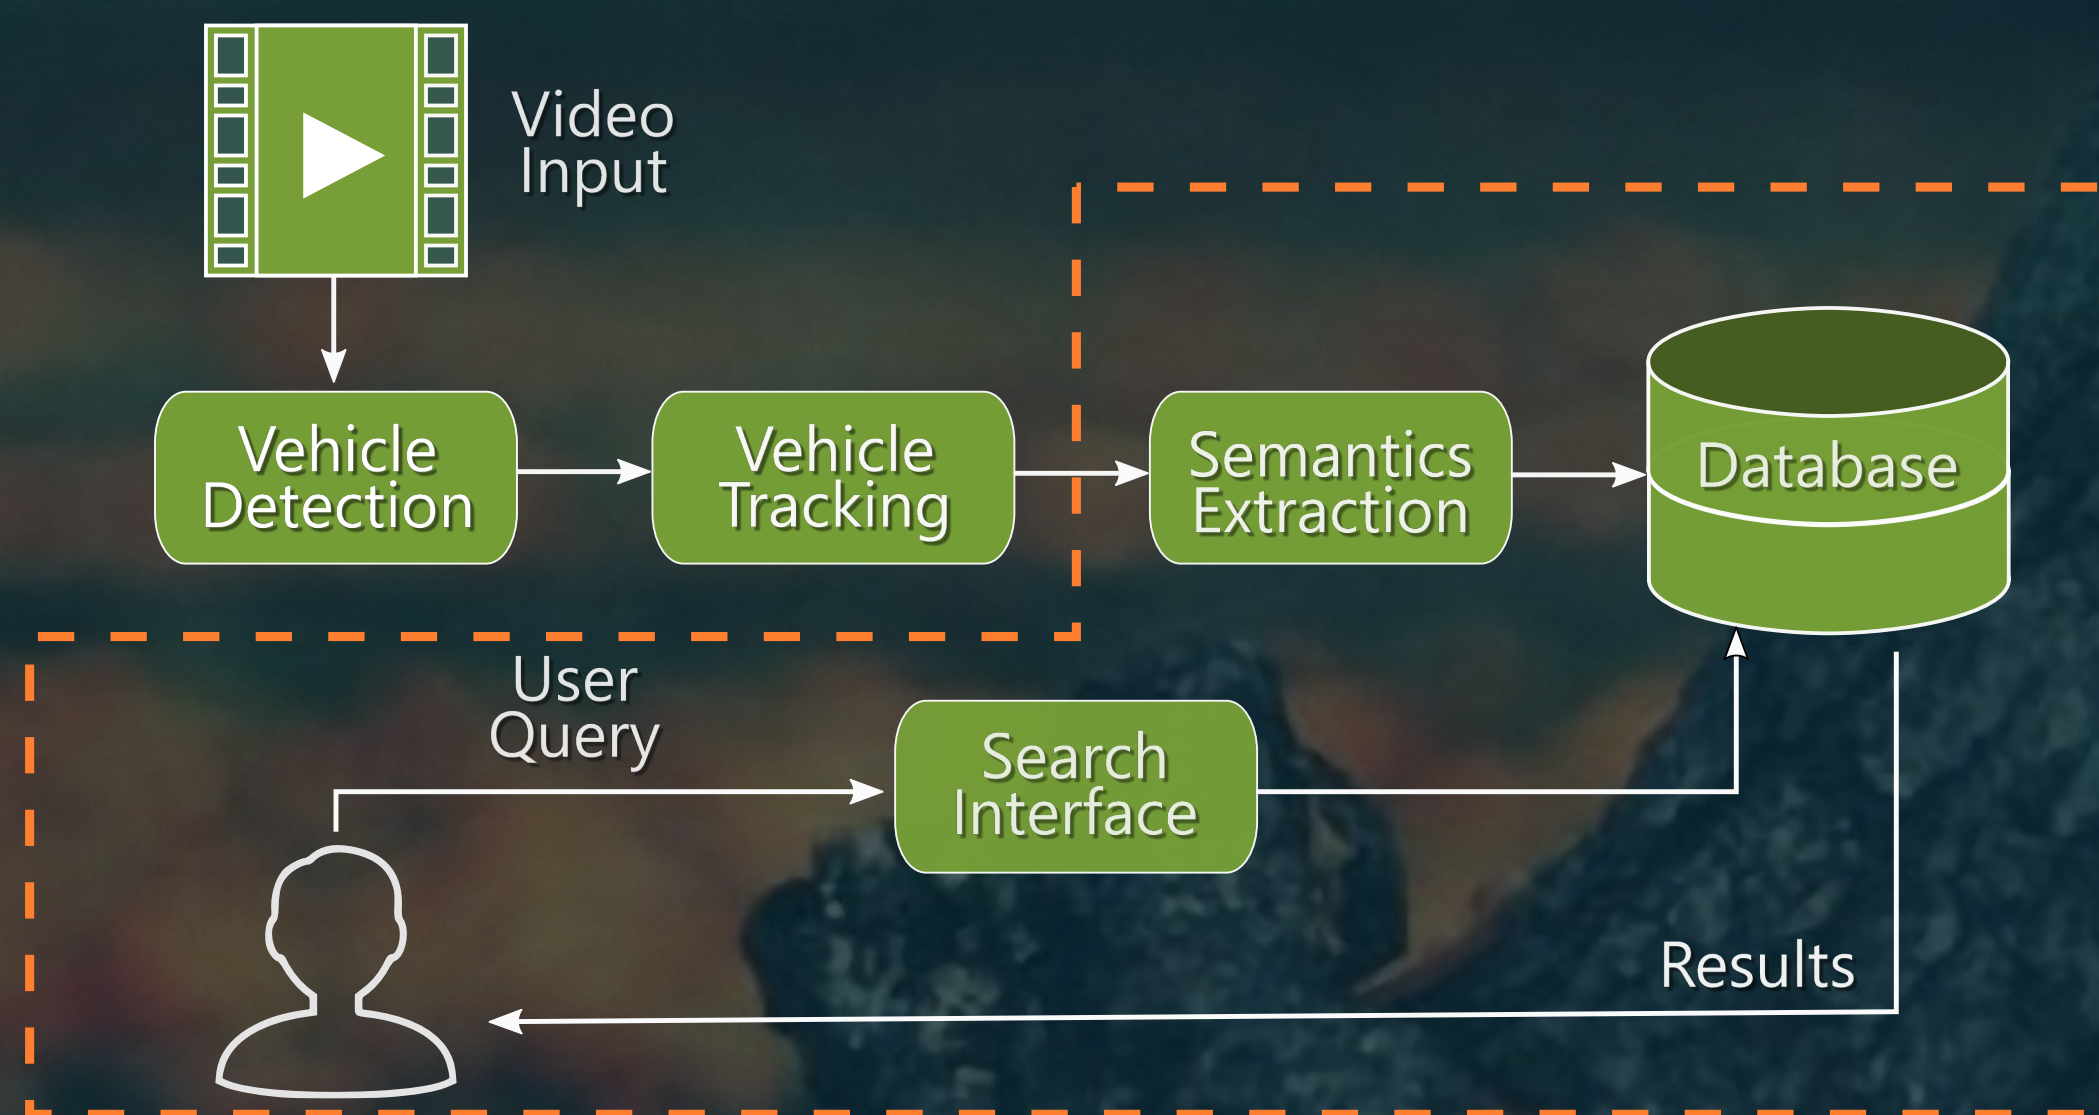 Video
Input
Vehicle
Detection
Vehicle
Tracking
Semantics
Extraction
Database
User
Query
Search
Interface
Results